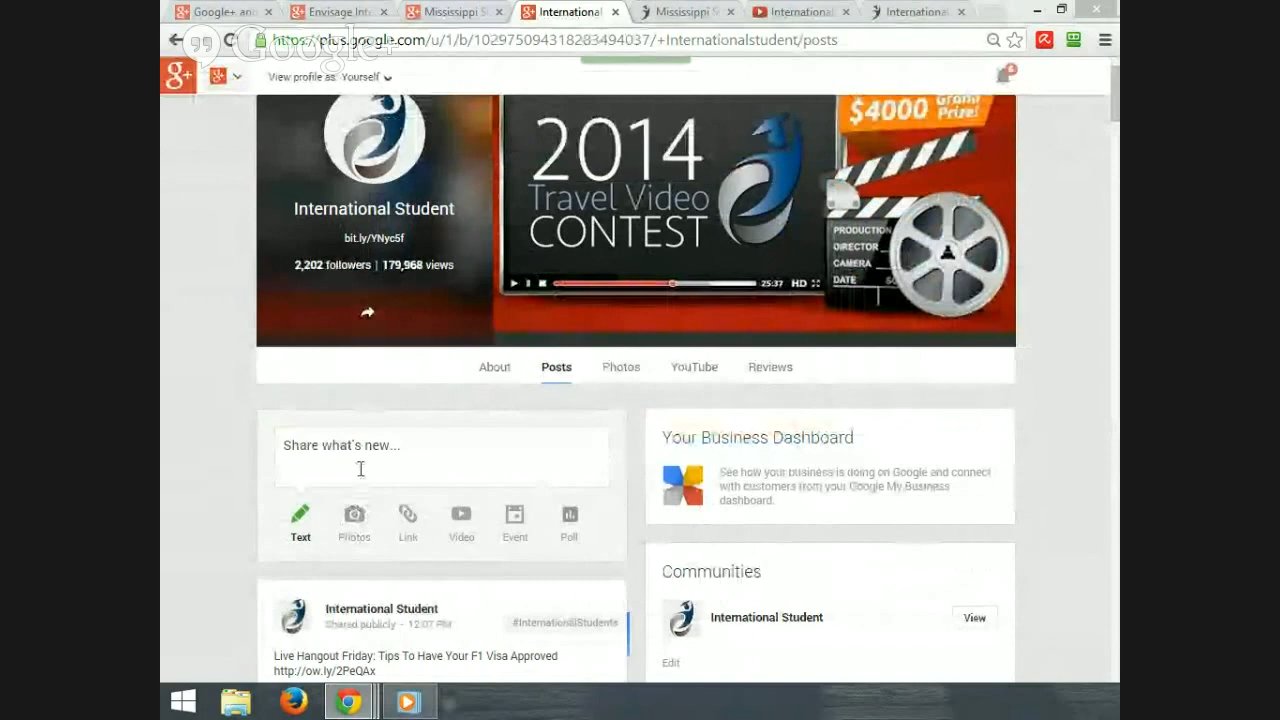 Google+ an
Envisage Inte
Mississippi S
International
Mississippi S
International
International
https://plus.google.com/u/1/b/102975094318283494037/+Internationalstudent/posts
Google+
g+
View profile as: Yourself
6
International Student
bit.ly/YNyc5f
2,202 followers | 179,968 views
2014
Travel Video
CONTEST
25:37 HD
$4000 Grand Prize!
PRODUCTION
DIRECTOR
CAMERA
DATE
About Posts Photos YouTube Reviews
Share what's new...
Text Photos Link Video Event Poll
Your Business Dashboard
See how your business is doing on Google and connect
with customers from your Google My Business
dashboard.
Communities
International Student
View
Edit
International Student
Shared publicly - 12:07 PM
#InternationalStudents
Live Hangout Friday: Tips To Have Your F1 Visa Approved
http://ow.ly/2PeQAx